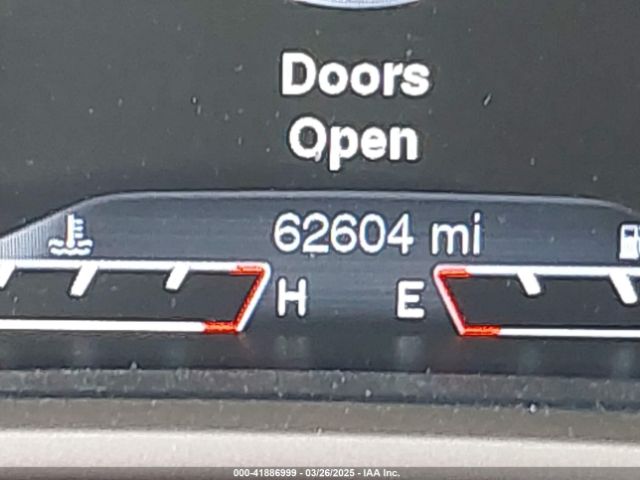 Doors
Open
62604 mi
H E
000-41886999 — 03/26/2025 — IAA Inc.